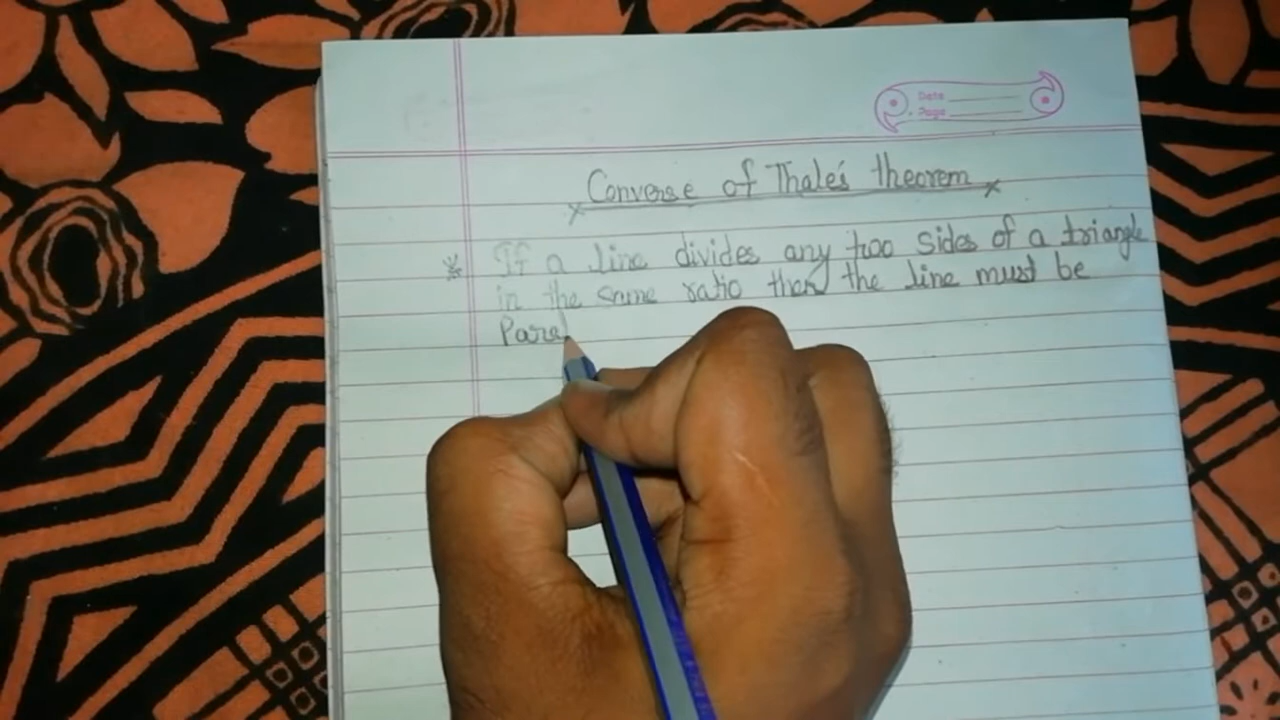 Date
Page
Converse of Thale's theorem
If a line divides any two sides of a triangle
in the same ratio then the line must be
Paral